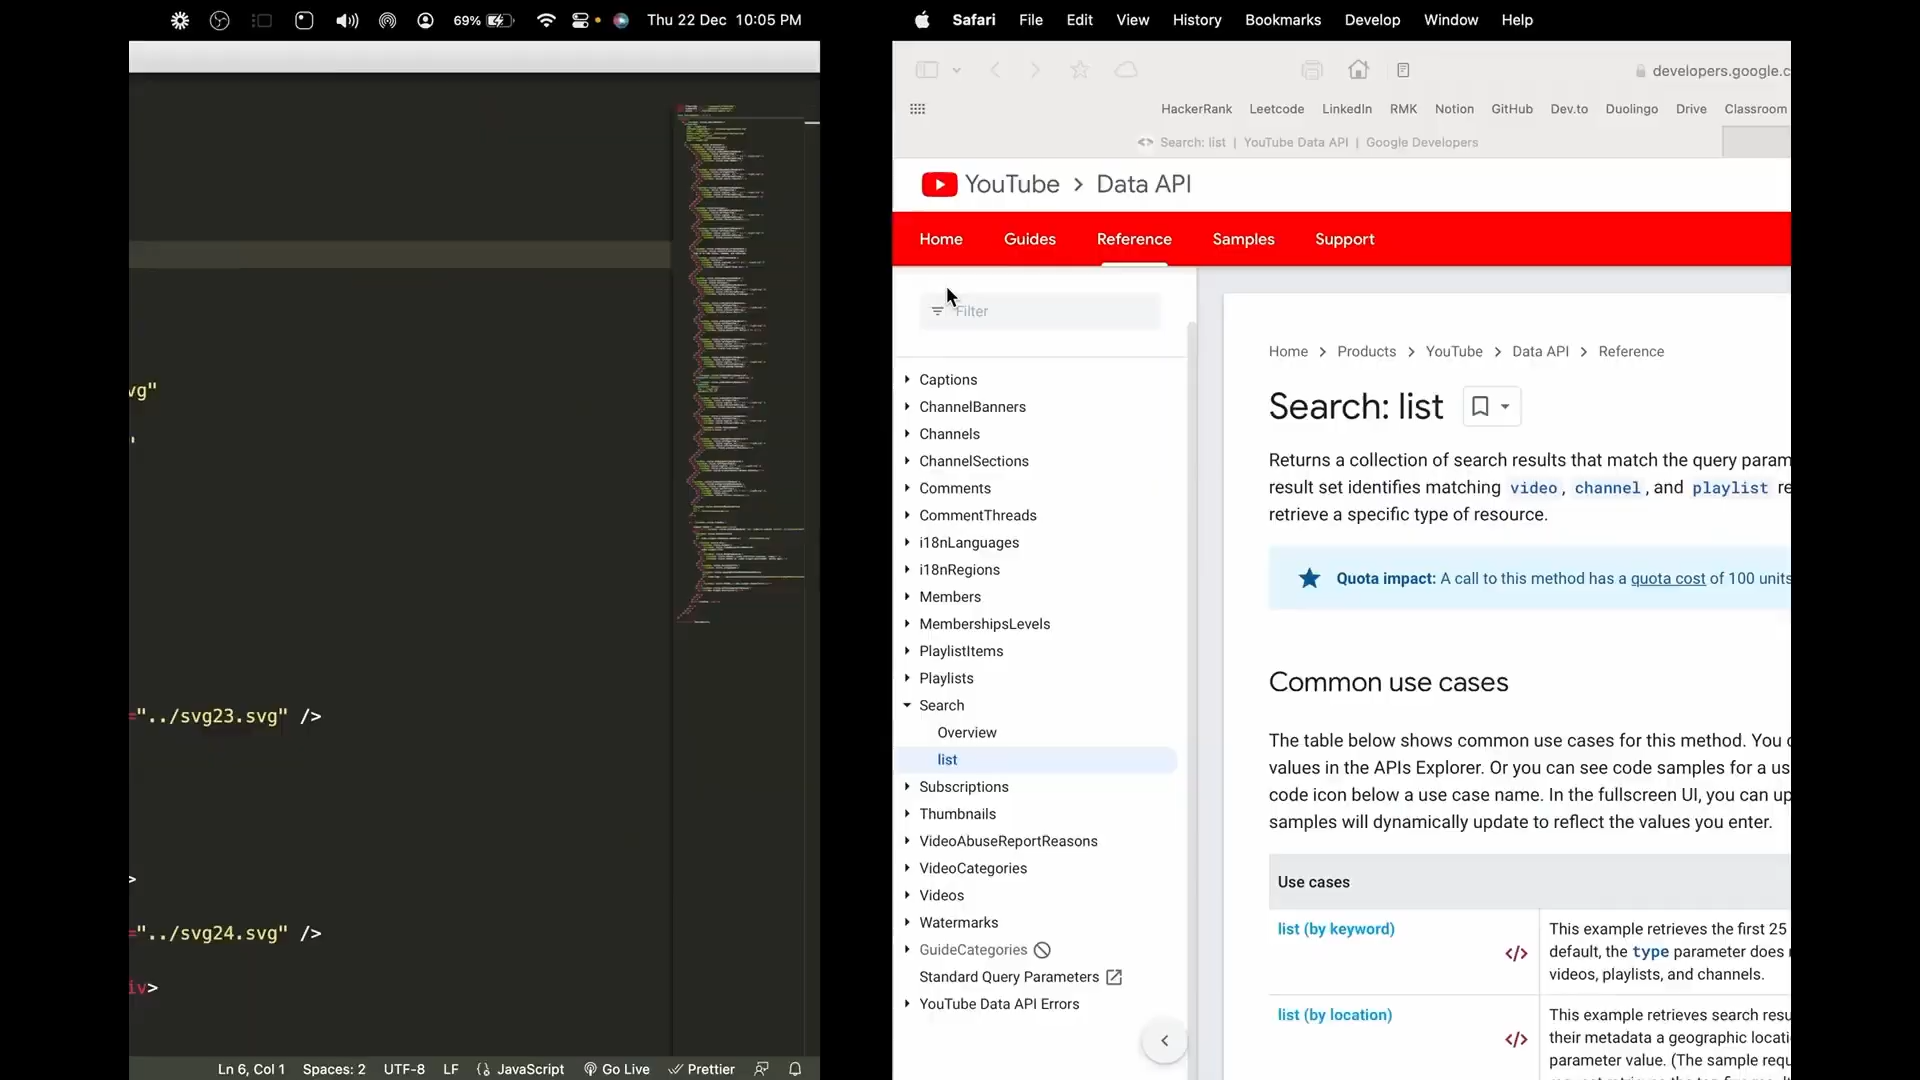 69% Thu 22 Dec 10:05 PM
vg"
="../svg23.svg" />
>
="../svg24.svg" />
iv>
Ln 6, Col 1 Spaces: 2 UTF-8 LF {} JavaScript Go Live Prettier
Safari File Edit View History Bookmarks Develop Window Help
developers.google.c
HackerRank Leetcode LinkedIn RMK Notion GitHub Dev.to Duolingo Drive Classroom
Search: list | YouTube Data API | Google Developers
YouTube > Data API
Home Guides Reference Samples Support
Filter
Captions
ChannelBanners
Channels
ChannelSections
Comments
CommentThreads
i18nLanguages
i18nRegions
Members
MembershipsLevels
PlaylistItems
Playlists
Search
Overview
list
Subscriptions
Thumbnails
VideoAbuseReportReasons
VideoCategories
Videos
Watermarks
GuideCategories
Standard Query Parameters
YouTube Data API Errors
Home > Products > YouTube > Data API > Reference
Search: list
Returns a collection of search results that match the query param
result set identifies matching video, channel, and playlist re
retrieve a specific type of resource.
Quota impact: A call to this method has a quota cost of 100 units
Common use cases
The table below shows common use cases for this method. You c
values in the APIs Explorer. Or you can see code samples for a us
code icon below a use case name. In the fullscreen UI, you can up
samples will dynamically update to reflect the values you enter.
Use cases
list (by keyword)
</>
This example retrieves the first 25
default, the type parameter does
videos, playlists, and channels.
list (by location)
</>
This example retrieves search resu
their metadata a geographic locati
parameter value. (The sample requ